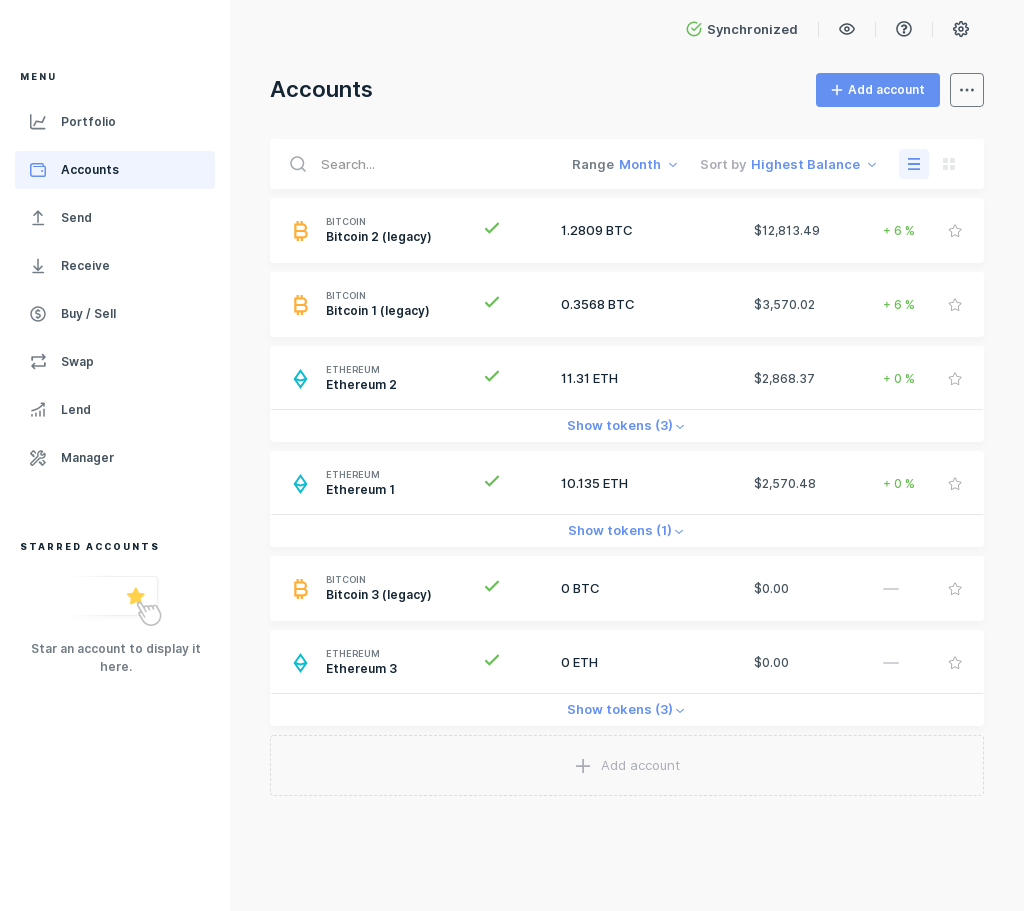 Synchronized
MENU
Portfolio
Accounts
Send
Receive
Buy / Sell
Swap
Lend
Manager
STARRED ACCOUNTS
Star an account to display it
here.
Accounts
Add account
Search...
Range Month
Sort by Highest Balance
BITCOIN
Bitcoin 2 (legacy)
1.2809 BTC
$12,813.49
+ 6 %
BITCOIN
Bitcoin 1 (legacy)
0.3568 BTC
$3,570.02
+ 6 %
ETHEREUM
Ethereum 2
11.31 ETH
$2,868.37
+ 0 %
Show tokens (3)
ETHEREUM
Ethereum 1
10.135 ETH
$2,570.48
+ 0 %
Show tokens (1)
BITCOIN
Bitcoin 3 (legacy)
0 BTC
$0.00
—
ETHEREUM
Ethereum 3
0 ETH
$0.00
—
Show tokens (3)
Add account